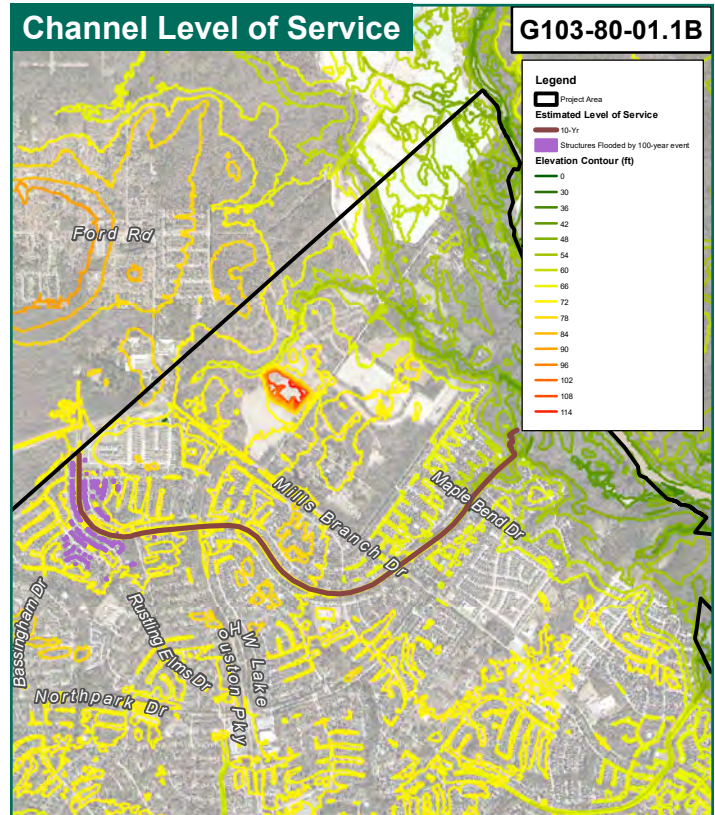 Channel Level of Service
G103-80-01.1B
Legend
Project Area
Estimated Level of Service
10-Yr
Structures Flooded by 100-year event
Elevation Contour (ft)
0
30
36
42
48
54
60
66
72
78
84
90
96
102
108
114
Ford Rd
Mills Branch Dr
Maple Bend Dr
Bassingham Dr
Rustling Elms Dr
W Lake
Houston Pky
Northpark Dr